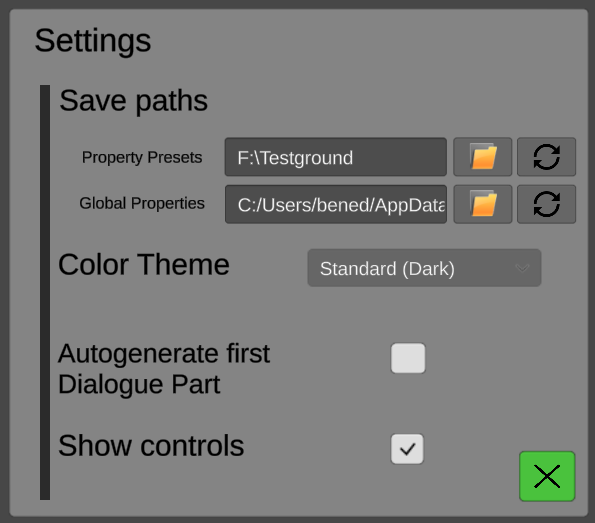 Settings
Save paths
Property Presets F:\Testground
Global Properties C:/Users/bened/AppData
Color Theme Standard (Dark)
Autogenerate first
Dialogue Part
Show controls